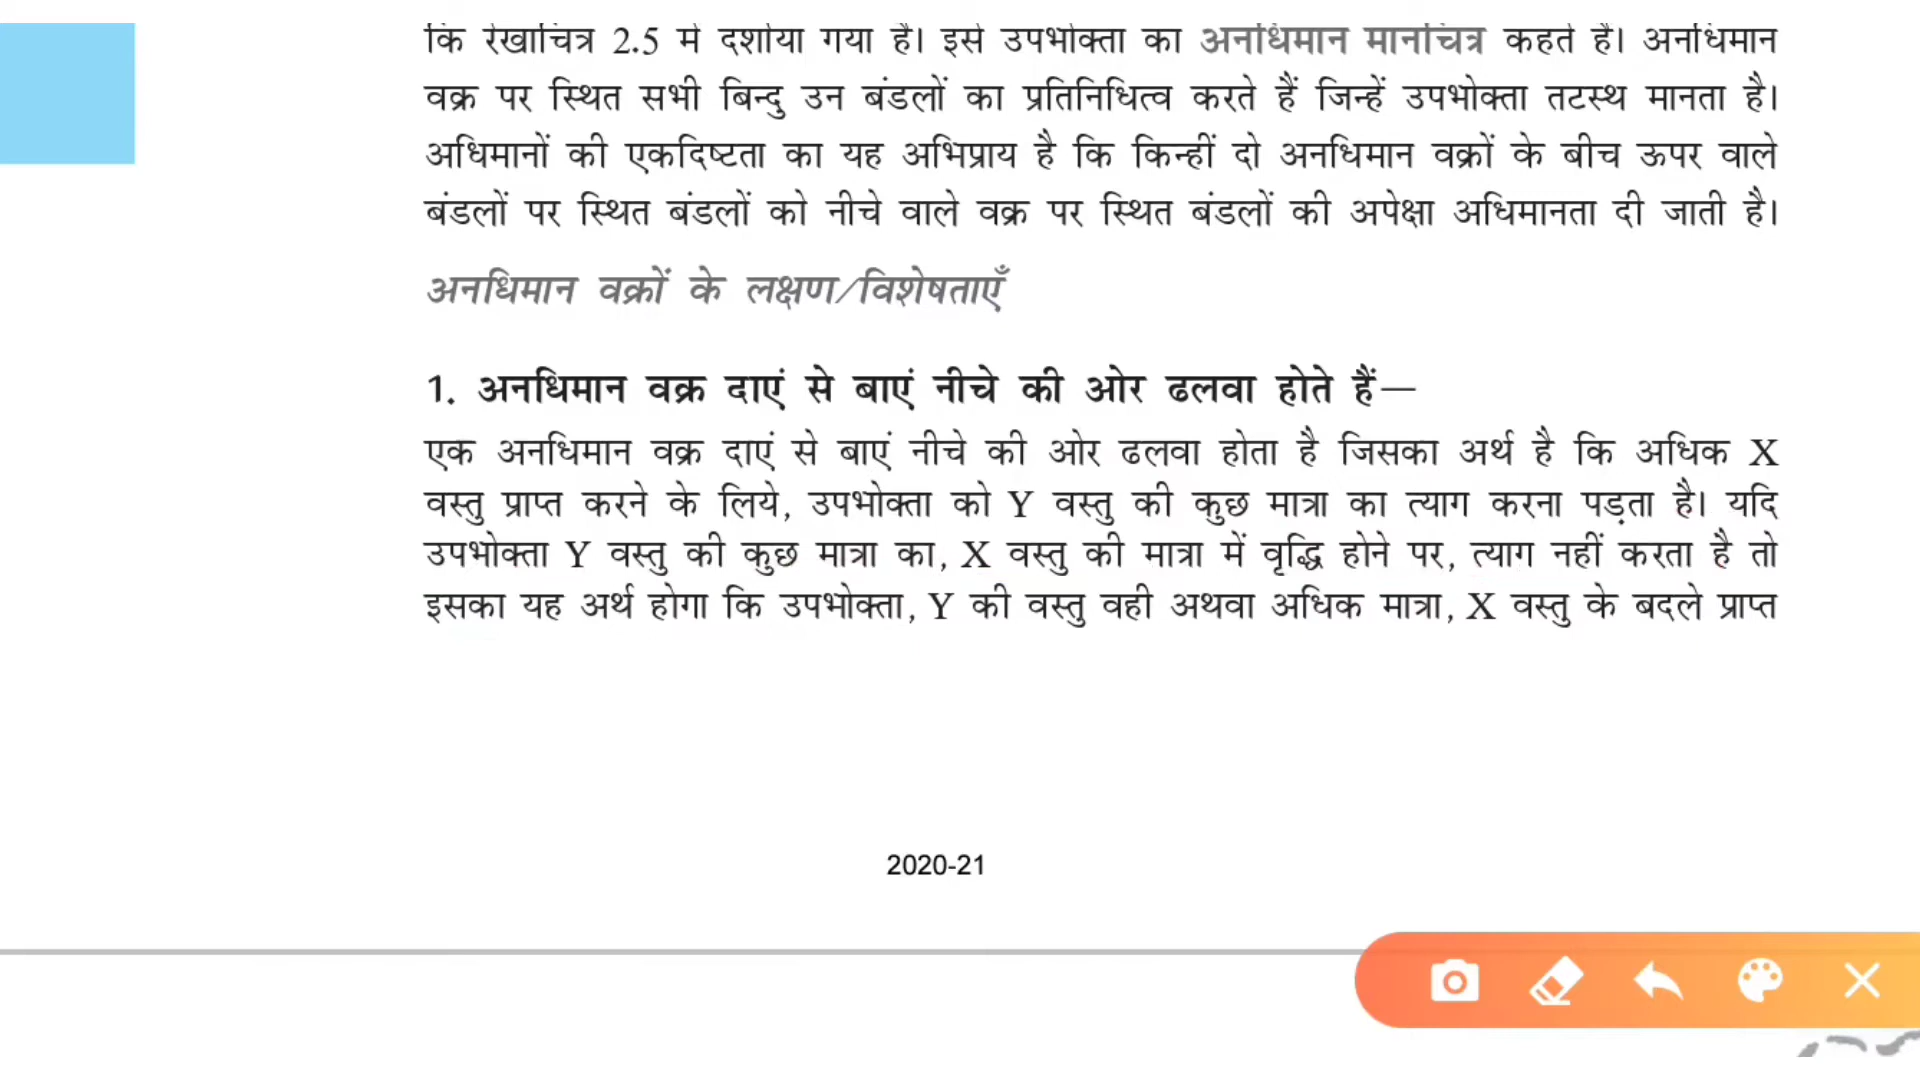 कि रेखाचित्र 2.5 में दर्शाया गया है। इसे उपभोक्ता का अनधिमान मानचित्र कहते हैं। अनधिमान
वक्र पर स्थित सभी बिन्दु उन बंडलों का प्रतिनिधित्व करते हैं जिन्हें उपभोक्ता तटस्थ मानता है।
अधिमानों की एकदिष्टता का यह अभिप्राय है कि किन्हीं दो अनधिमान वक्रों के बीच ऊपर वाले
बंडलों पर स्थित बंडलों को नीचे वाले वक्र पर स्थित बंडलों की अपेक्षा अधिमानता दी जाती है।
अनधिमान वक्रों के लक्षण/विशेषताएँ
1. अनधिमान वक्र दाएं से बाएं नीचे की ओर ढलवा होते हैं—
एक अनधिमान वक्र दाएं से बाएं नीचे की ओर ढलवा होता है जिसका अर्थ है कि अधिक X
वस्तु प्राप्त करने के लिये, उपभोक्ता को Y वस्तु की कुछ मात्रा का त्याग करना पड़ता है। यदि
उपभोक्ता Y वस्तु की कुछ मात्रा का, X वस्तु की मात्रा में वृद्धि होने पर, त्याग नहीं करता है तो
इसका यह अर्थ होगा कि उपभोक्ता, Y की वस्तु वही अथवा अधिक मात्रा, X वस्तु के बदले प्राप्त
2020-21